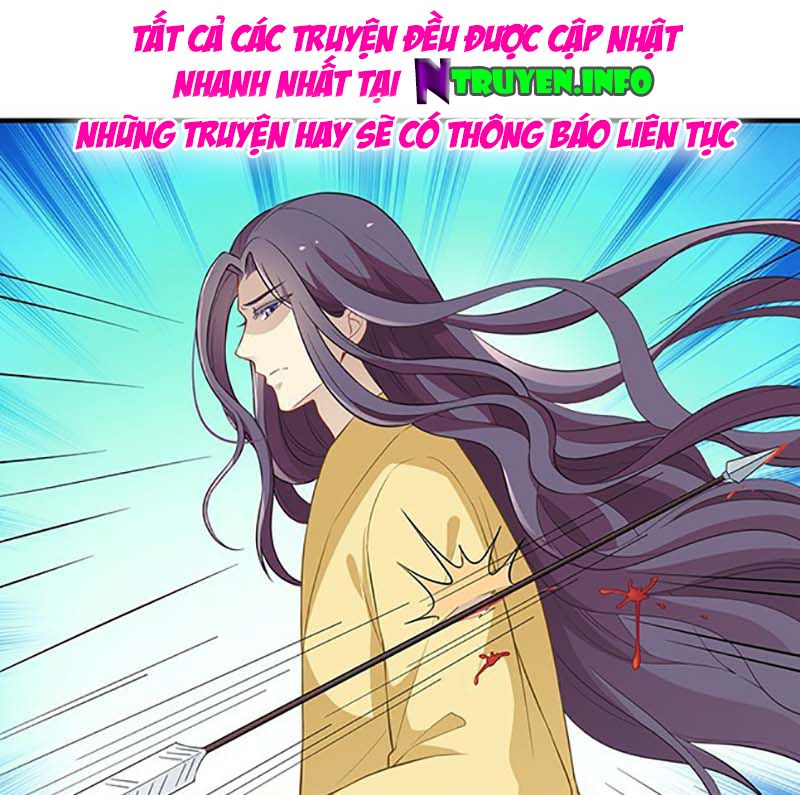 TẤT CẢ CÁC TRUYỆN ĐỀU ĐƯỢC CẬP NHẬT
NHANH NHẤT TẠI NTRUYEN.INFO
NHỮNG TRUYỆN HAY SẼ CÓ THÔNG BÁO LIÊN TỤC